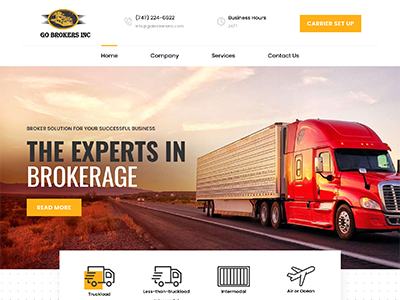 GO BROKERS INC
(747) 224-6922
info@gobrokersinc.com
Business Hours
24/7
CARRIER SET UP
Home
Company
Services
Contact Us
BROKER SOLUTION FOR YOUR SUCCESSFUL BUSINESS
THE EXPERTS IN
BROKERAGE
READ MORE
Truckload
Less-than-truckload
Intermodal
Air or Ocean